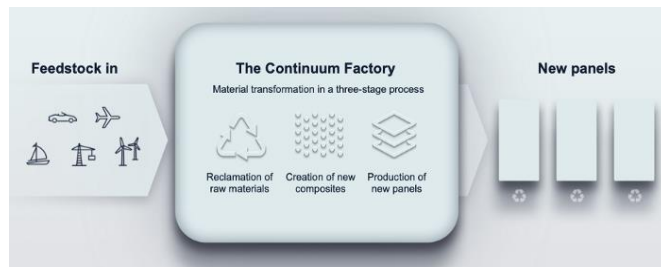 Feedstock in
The Continuum Factory
Material transformation in a three-stage process
Reclamation of
raw materials
Creation of new
composites
Production of
new panels
New panels